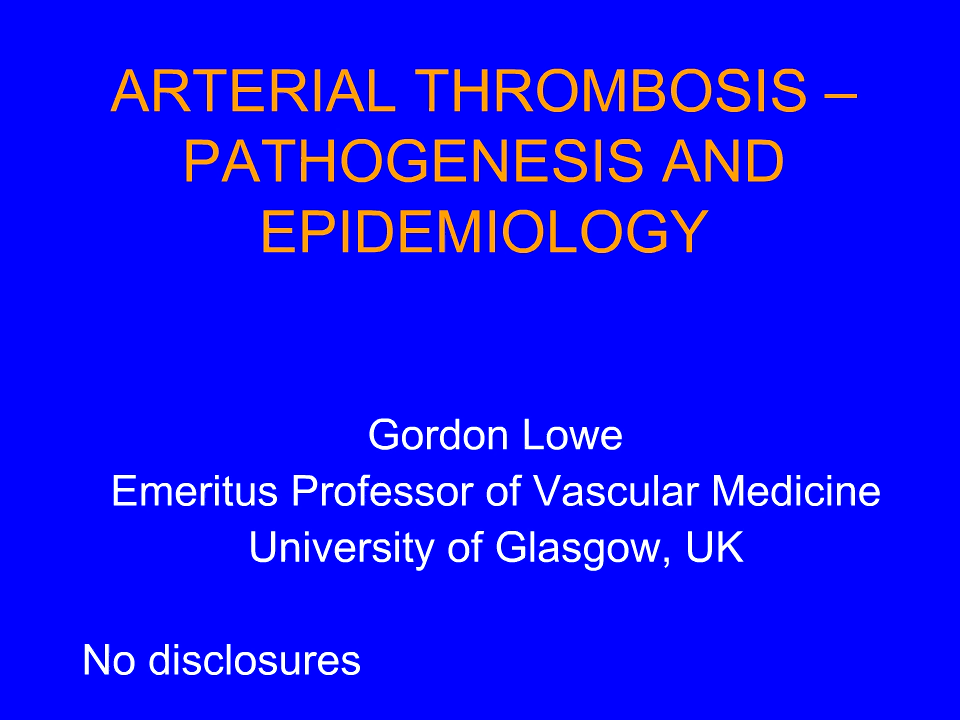 ARTERIAL THROMBOSIS –
PATHOGENESIS AND
EPIDEMIOLOGY
Gordon Lowe
Emeritus Professor of Vascular Medicine
University of Glasgow, UK
No disclosures